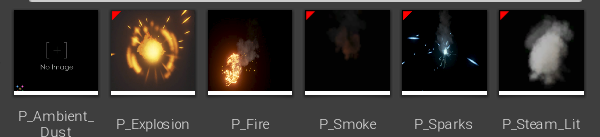 [-]
No Image
P_Ambient_
Dust
P_Explosion
P_Fire
P_Smoke
P_Sparks
P_Steam_Lit